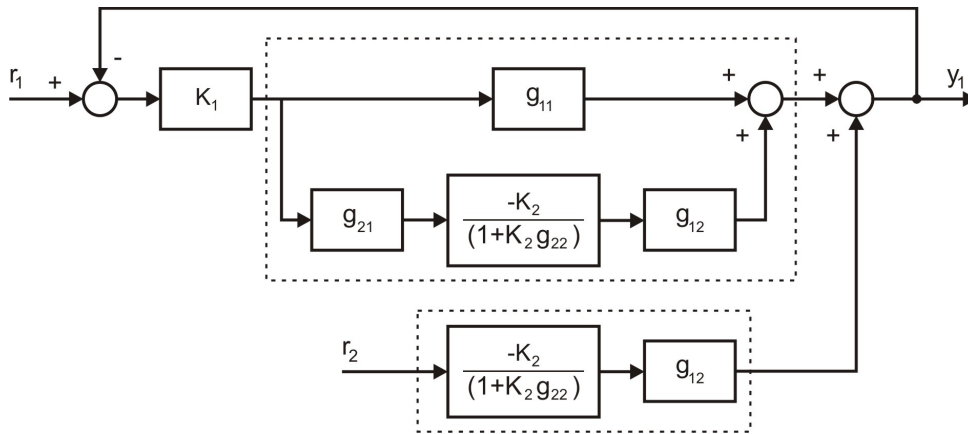 -
r₁ +
K₁
g₁₁
+
+
+
+
y₁
g₂₁
-K₂
(1+K₂g₂₂)
g₁₂
r₂
-K₂
(1+K₂g₂₂)
g₁₂